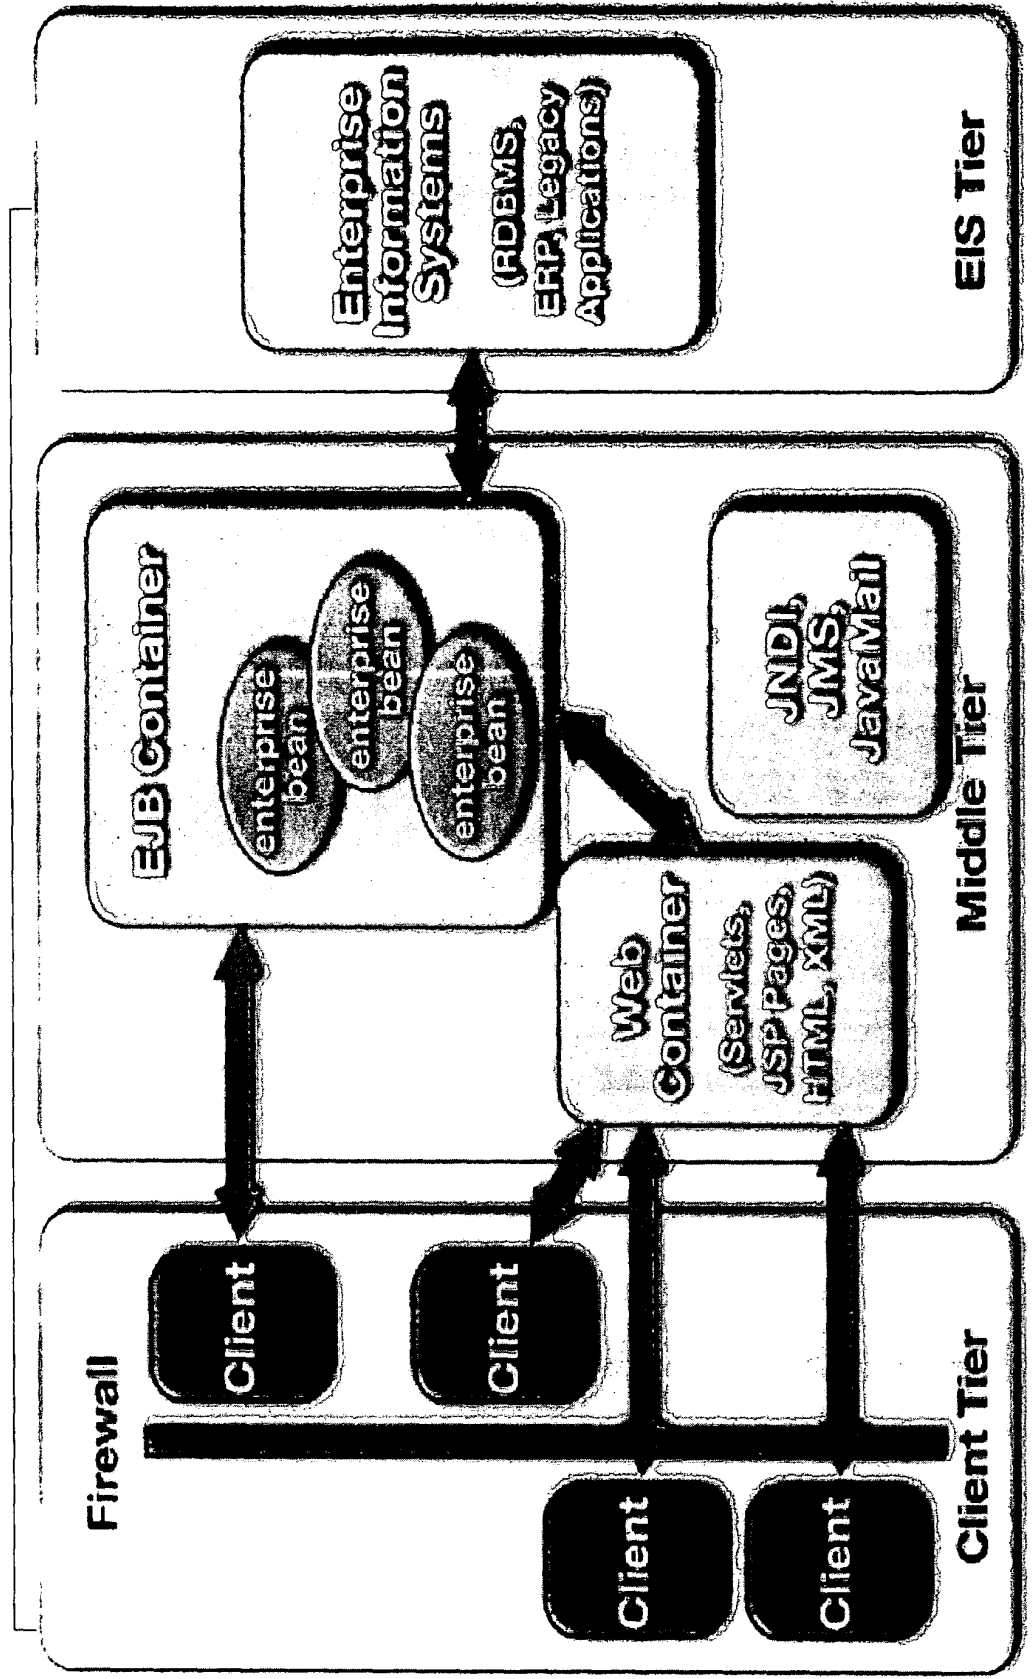 Firewall
Client
Client
Client
Client
Client Tier
EJB Container
enterprise
bean
enterprise
bean
enterprise
bean
Web
Container
(Servlets,
JSP Pages,
HTML, XML)
JNDI,
JMS,
JavaMail
Middle Tier
Enterprise
Information
Systems
(RDBMS,
ERP, Legacy
Applications)
EIS Tier